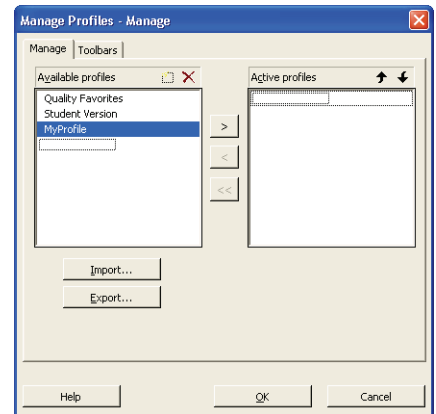 Manage Profiles - Manage
Manage Toolbars
Available profiles
Active profiles
Quality Favorites
Student Version
MyProfile
>
<
<<
Import...
Export...
Help
OK
Cancel